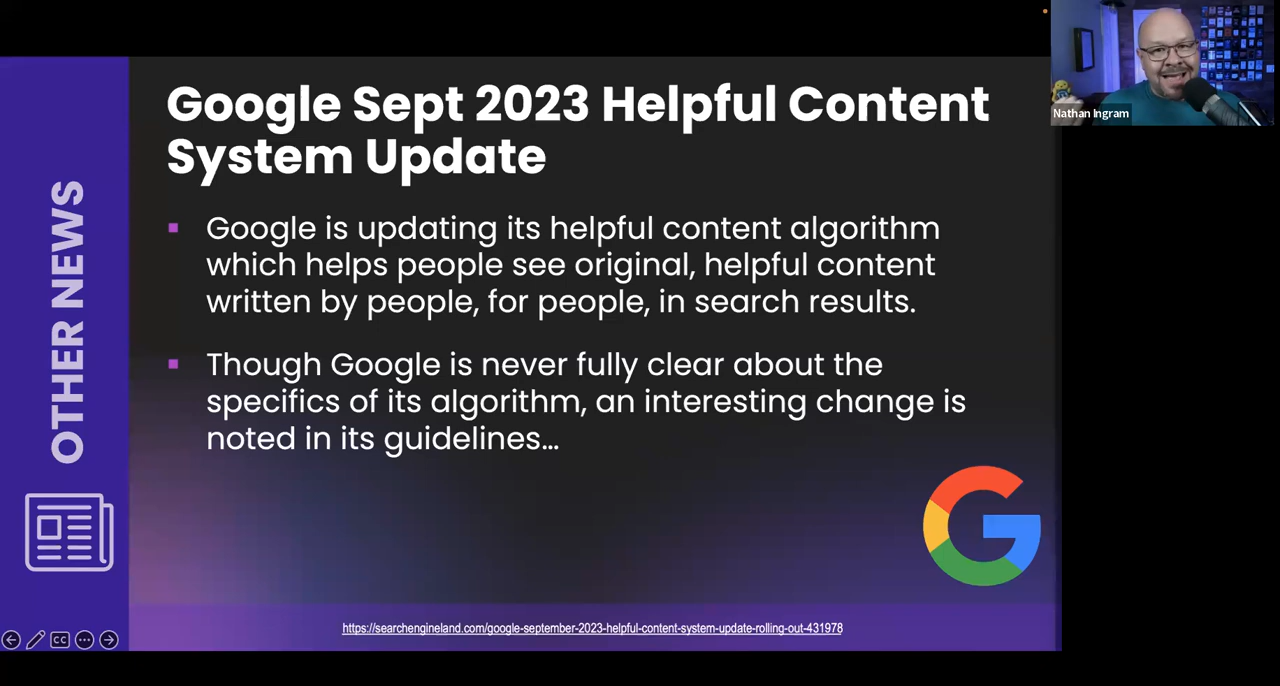 Google Sept 2023 Helpful Content
System Update
Google is updating its helpful content algorithm
which helps people see original, helpful content
written by people, for people, in search results.
Though Google is never fully clear about the
specifics of its algorithm, an interesting change is
noted in its guidelines...
OTHER NEWS
https://searchengineland.com/google-september-2023-helpful-content-system-update-rolling-out-431978
CC
Nathan Ingram